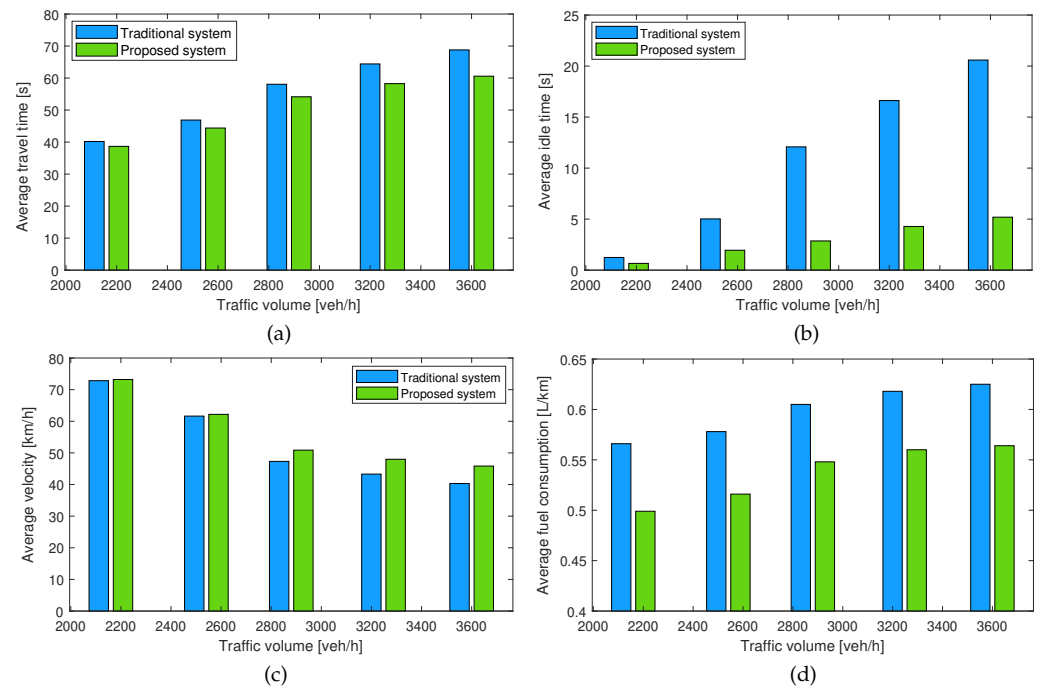 80
70
60
50
40
30
20
10
0
Average travel time [s]
Traditional system
Proposed system
2000 2200 2400 2600 2800 3000 3200 3400 3600
Traffic volume [veh/h]
(a)
25
20
15
10
5
0
Average idle time [s]
Traditional system
Proposed system
2000 2200 2400 2600 2800 3000 3200 3400 3600
Traffic volume [veh/h]
(b)
80
70
60
50
40
30
20
10
0
Average velocity [km/h]
Traditional system
Proposed system
2000 2200 2400 2600 2800 3000 3200 3400 3600
Traffic volume [veh/h]
(c)
0.65
0.6
0.55
0.5
0.45
0.4
Average fuel consumption [L/km]
2000 2200 2400 2600 2800 3000 3200 3400 3600
Traffic volume [veh/h]
(d)